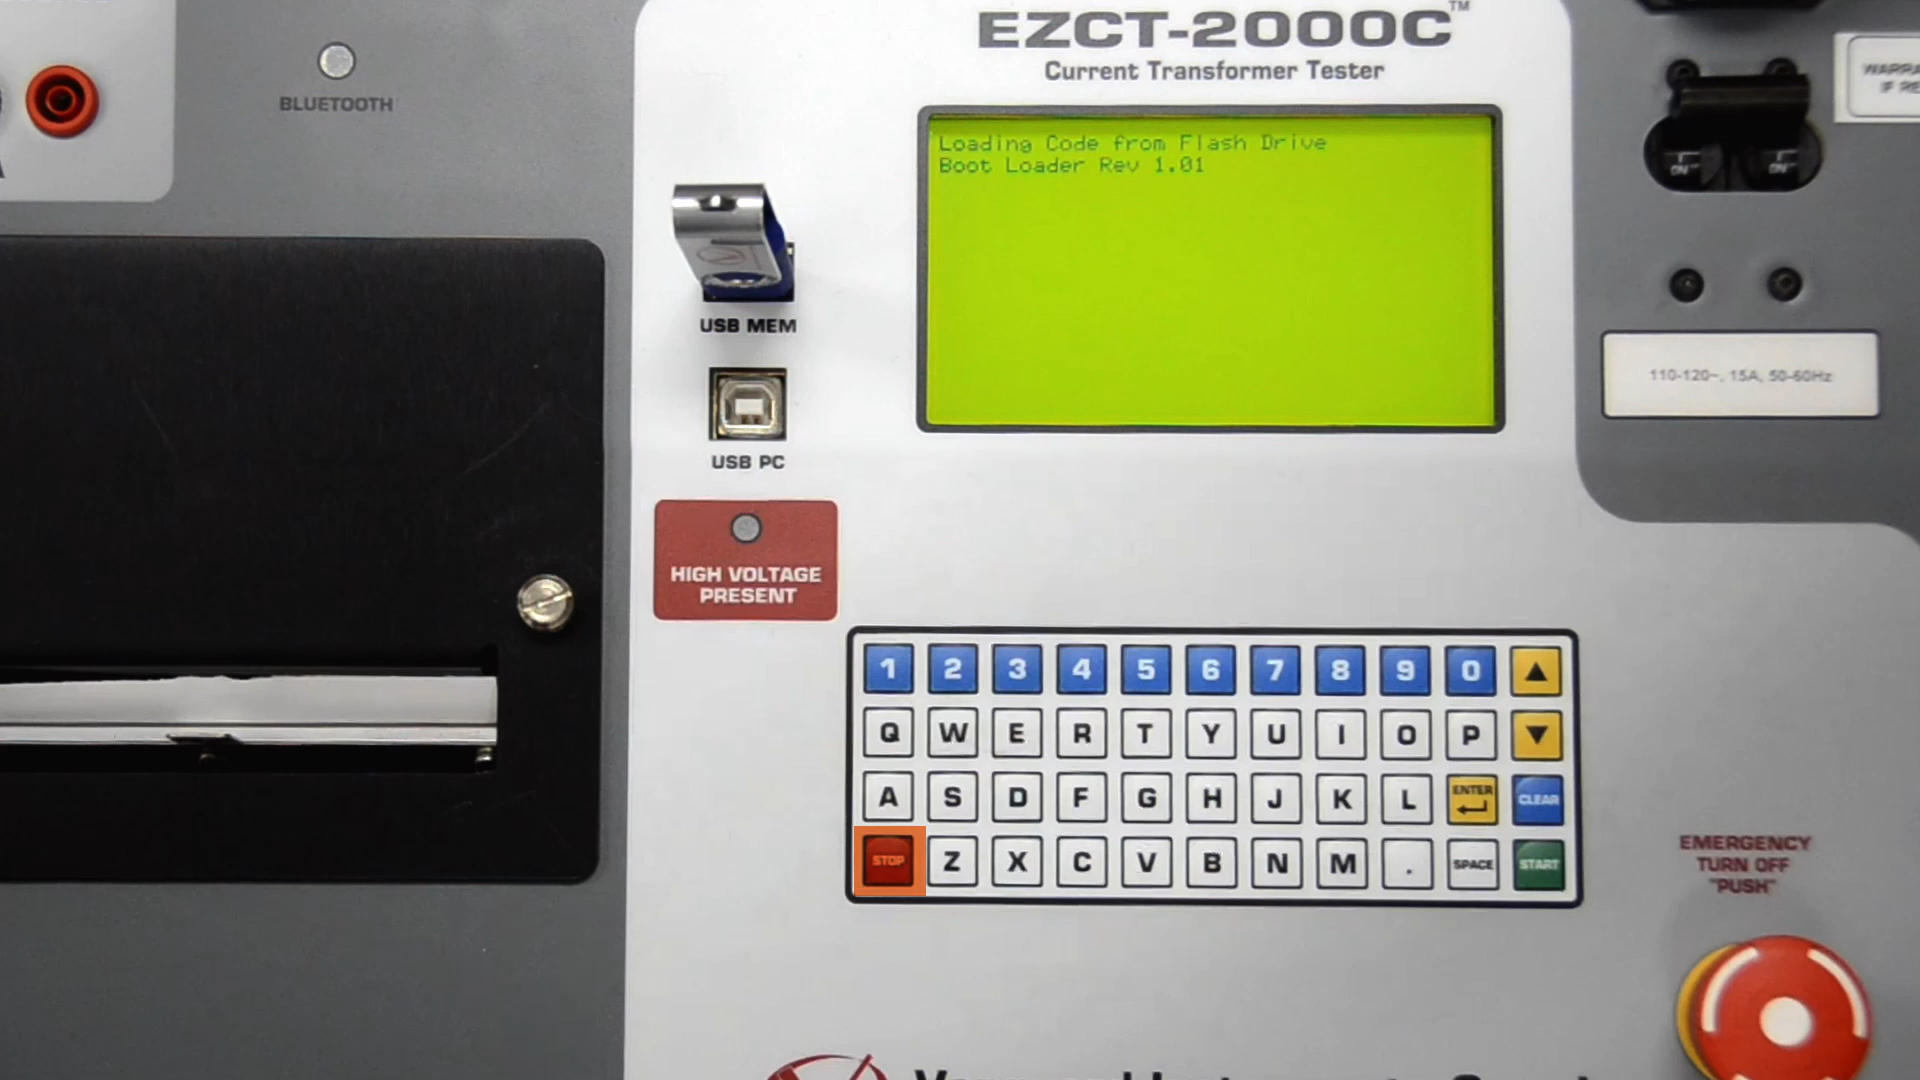 EZCT-2000C™
Current Transformer Tester
BLUETOOTH
Loading Code from Flash Drive
Boot Loader Rev 1.01
ON ON
USB MEM
110-120~, 15A, 50-60Hz
USB PC
HIGH VOLTAGE
PRESENT
1 2 3 4 5 6 7 8 9 0 ▲
Q W E R T Y U I O P ▼
A S D F G H J K L ENTER CLEAR
STOP Z X C V B N M . SPACE START
EMERGENCY
TURN OFF
"PUSH"